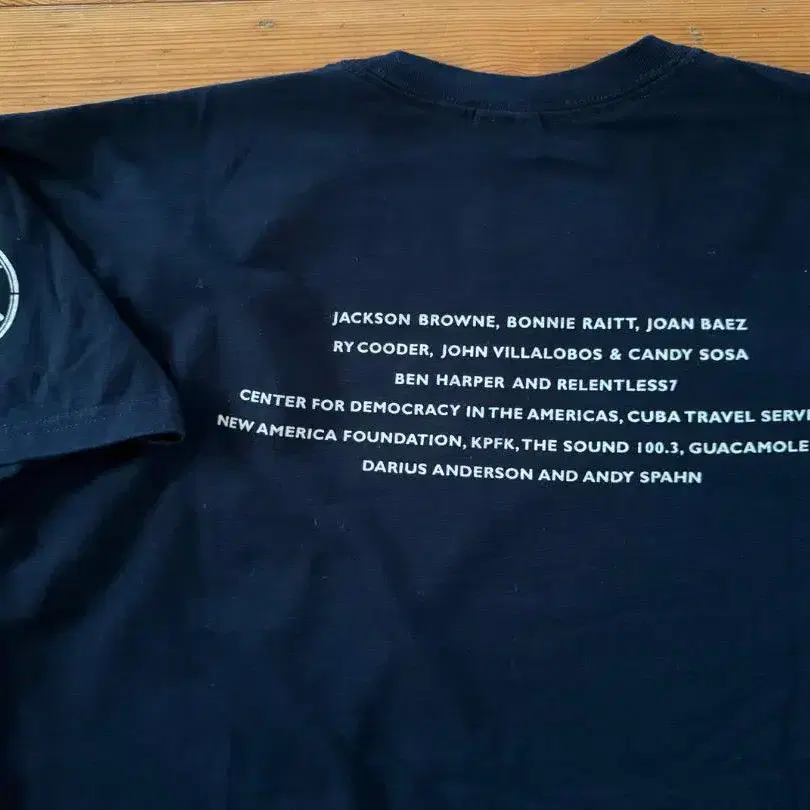 JACKSON BROWNE, BONNIE RAITT, JOAN BAEZ
RY COODER, JOHN VILLALOBOS & CANDY SOSA
BEN HARPER AND RELENTLESS7
CENTER FOR DEMOCRACY IN THE AMERICAS, CUBA TRAVEL SERVI
NEW AMERICA FOUNDATION, KPFK, THE SOUND 100.3, GUACAMOLE
DARIUS ANDERSON AND ANDY SPAHN